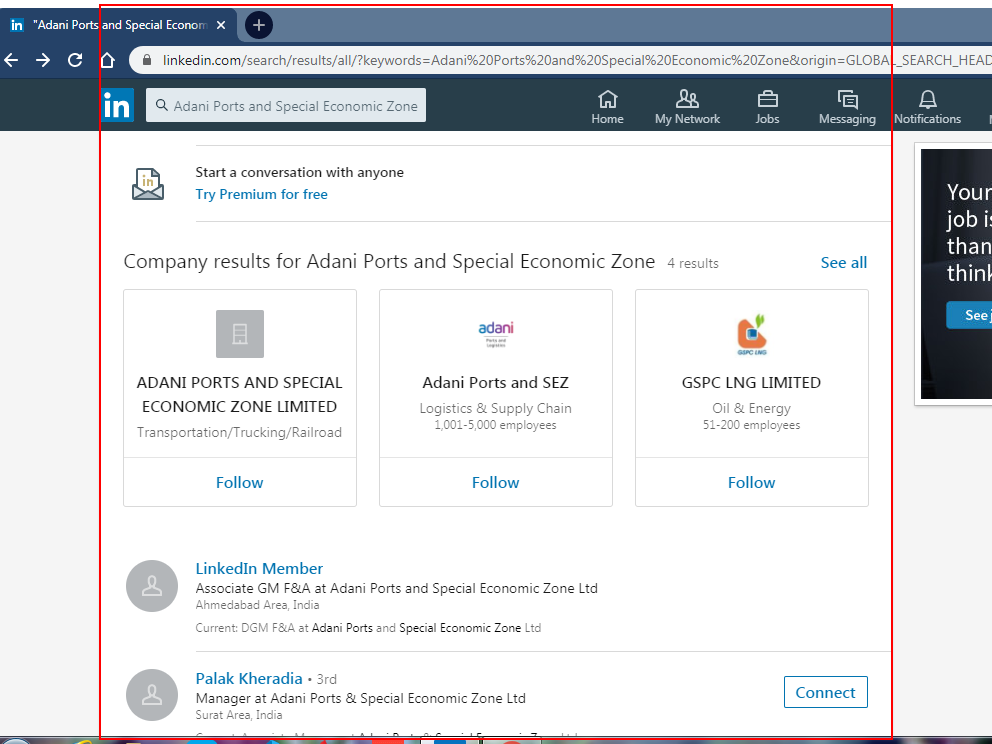 "Adani Ports and Special Econom
linkedin.com/search/results/all/?keywords=Adani%20Ports%20and%20Special%20Economic%20Zone&origin=GLOBAL_SEARCH_HEAD
in Adani Ports and Special Economic Zone
Home My Network Jobs Messaging Notifications
Start a conversation with anyone
Try Premium for free
Company results for Adani Ports and Special Economic Zone 4 results See all
ADANI PORTS AND SPECIAL
ECONOMIC ZONE LIMITED
Transportation/Trucking/Railroad
Follow
adani
Ports and
Logistics
Adani Ports and SEZ
Logistics & Supply Chain
1,001-5,000 employees
Follow
GSPC LNG
GSPC LNG LIMITED
Oil & Energy
51-200 employees
Follow
LinkedIn Member
Associate GM F&A at Adani Ports and Special Economic Zone Ltd
Ahmedabad Area, India
Current: DGM F&A at Adani Ports and Special Economic Zone Ltd
Palak Kheradia • 3rd
Manager at Adani Ports & Special Economic Zone Ltd
Surat Area, India
Connect
Your
job is
than
think
See j